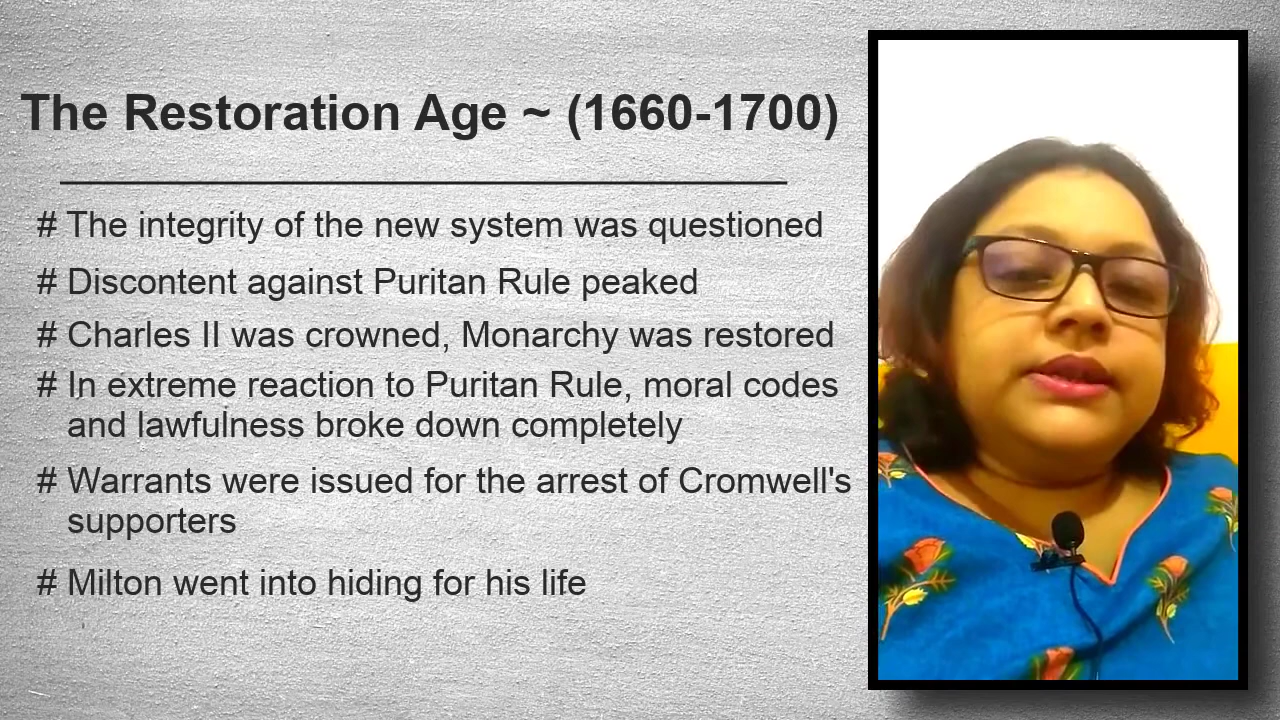 The Restoration Age ~ (1660-1700)
# The integrity of the new system was questioned
# Discontent against Puritan Rule peaked
# Charles II was crowned, Monarchy was restored
# In extreme reaction to Puritan Rule, moral codes
and lawfulness broke down completely
# Warrants were issued for the arrest of Cromwell's
supporters
# Milton went into hiding for his life